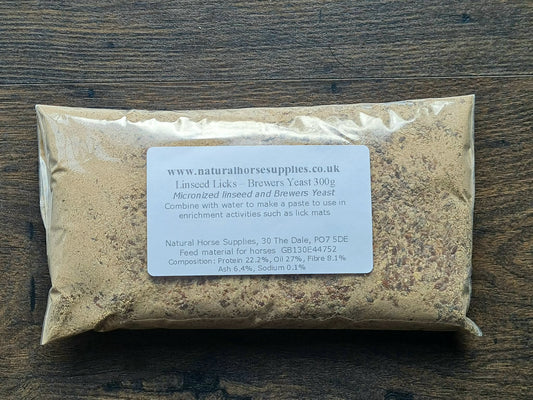 www.naturalhorsesupplies.co.uk
Linseed Licks – Brewers Yeast 300g
Micronized linseed and Brewers Yeast
Combine with water to make a paste to use in
enrichment activities such as lick mats
Natural Horse Supplies, 30 The Dale, PO7 5DE
Feed material for horses GB130E44752
Composition: Protein 22.2%, Oil 27%, Fibre 8.1%
Ash 6.4%, Sodium 0.1%